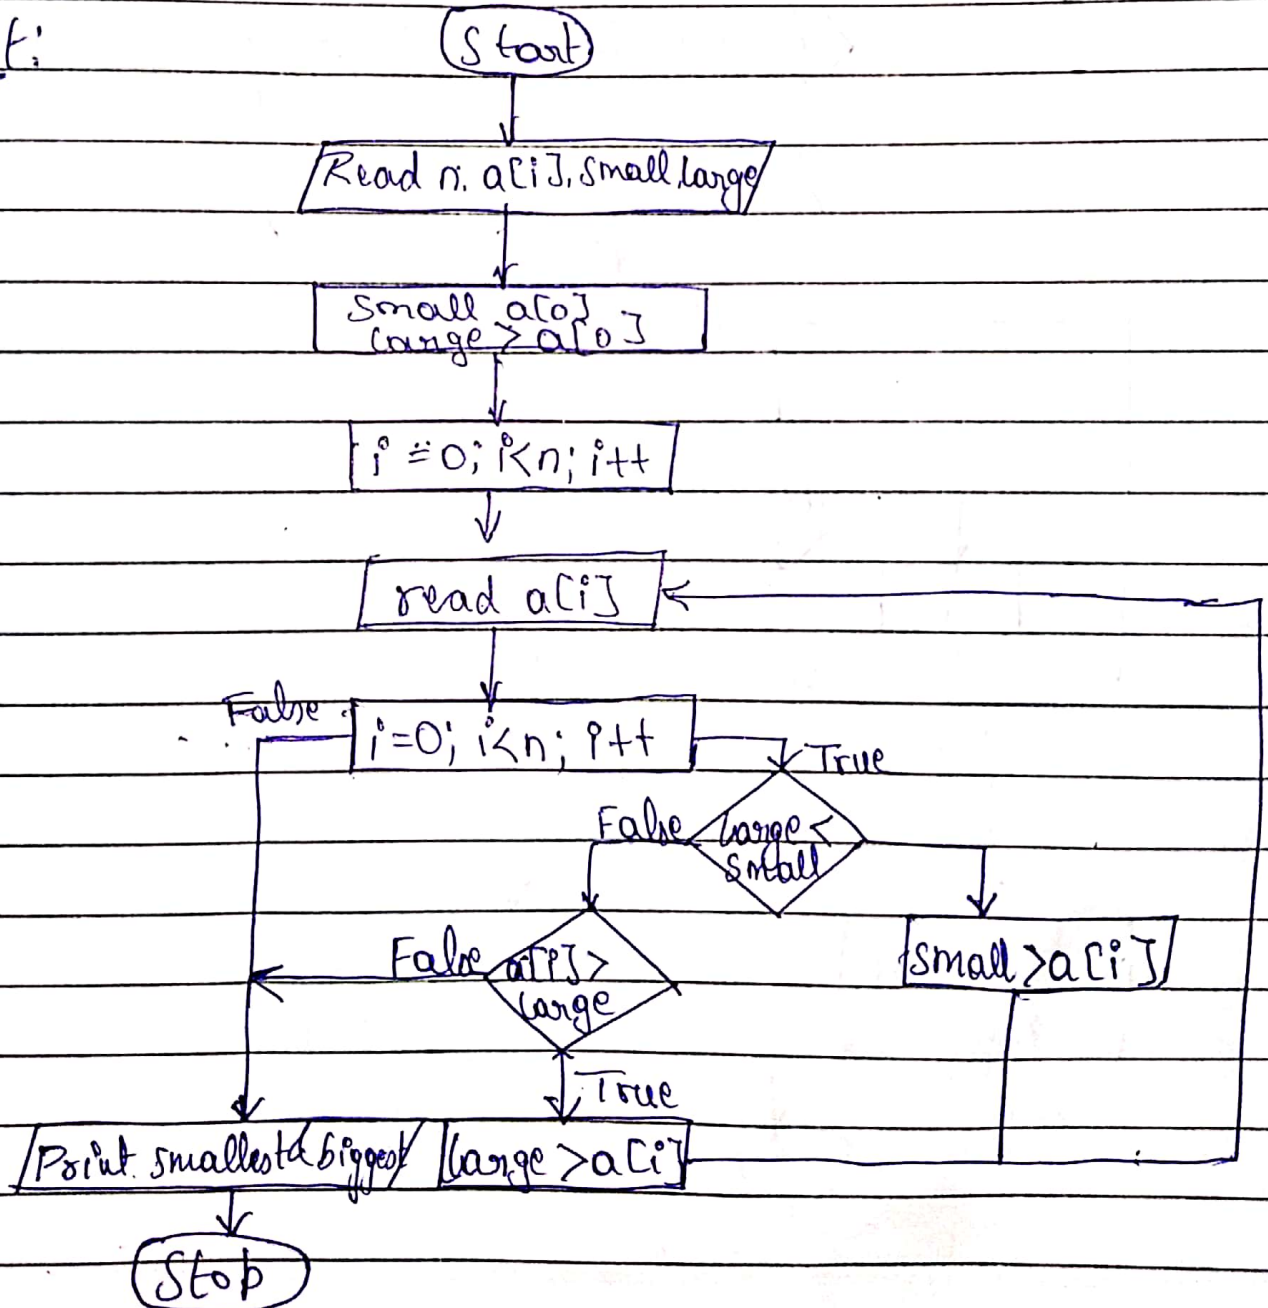 t:
Start
Read n, a[i], small, large
Small a[0]
large > a[0]
i = 0; i<n; i++
read a[i]
False
i=0; i<n; i++
True
False
large <
small
False
a[i] >
large
small > a[i]
True
Print smallest & biggest
large > a[i]
Stop